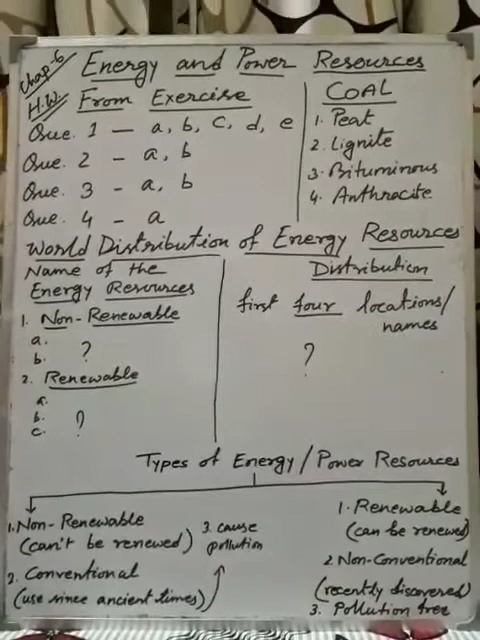 Chap-6
Energy and Power Resources
H.W.
From Exercise
Que. 1 - a, b, c, d, e
Que. 2 - a, b
Que. 3 - a, b
Que. 4 - a
COAL
1. Peat
2. Lignite
3. Bituminous
4. Anthracite
World Distribution of Energy Resources
Name of the
Energy Resources
1. Non-Renewable
a.
b. ?
2. Renewable
a.
b. ?
c.
Distribution
first four locations/
names
?
Types of Energy/Power Resources
1. Non-Renewable
(can't be renewed)
2. Conventional
(use since ancient times)
3. cause
pollution
1. Renewable
(can be renewed)
2. Non-Conventional
(recently discovered)
3. Pollution free